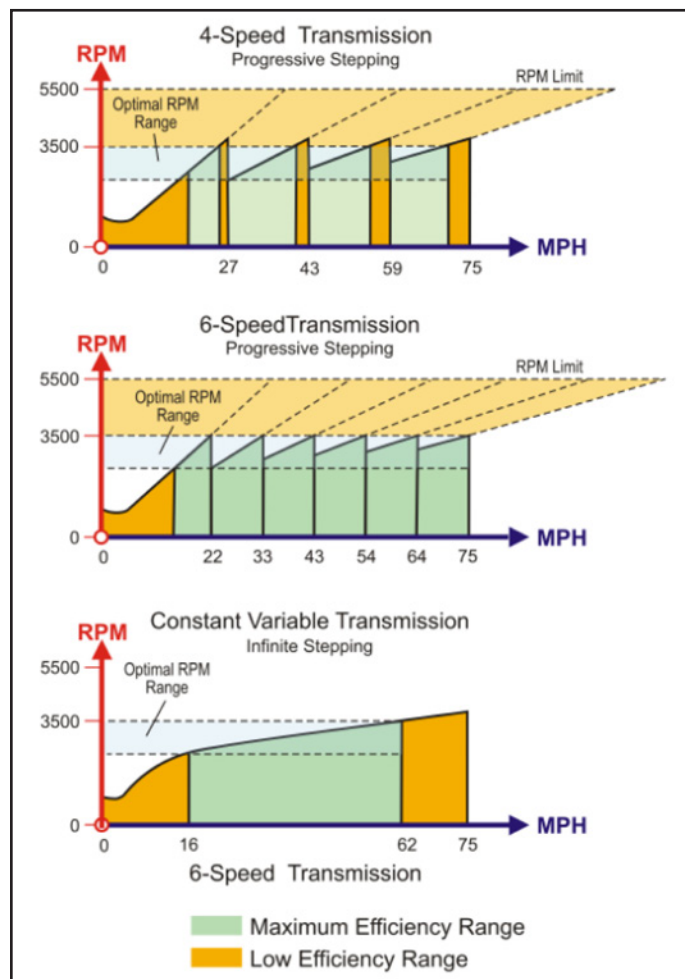 4-Speed Transmission
Progressive Stepping
RPM
RPM Limit
5500
Optimal RPM
Range
3500
0
MPH
0 27 43 59 75
6-SpeedTransmission
Progressive Stepping
RPM
RPM Limit
5500
Optimal RPM
Range
3500
0
MPH
0 22 33 43 54 64 75
Constant Variable Transmission
Infinite Stepping
RPM
5500
Optimal RPM
Range
3500
0
MPH
0 16 62 75
6-Speed Transmission
Maximum Efficiency Range
Low Efficiency Range